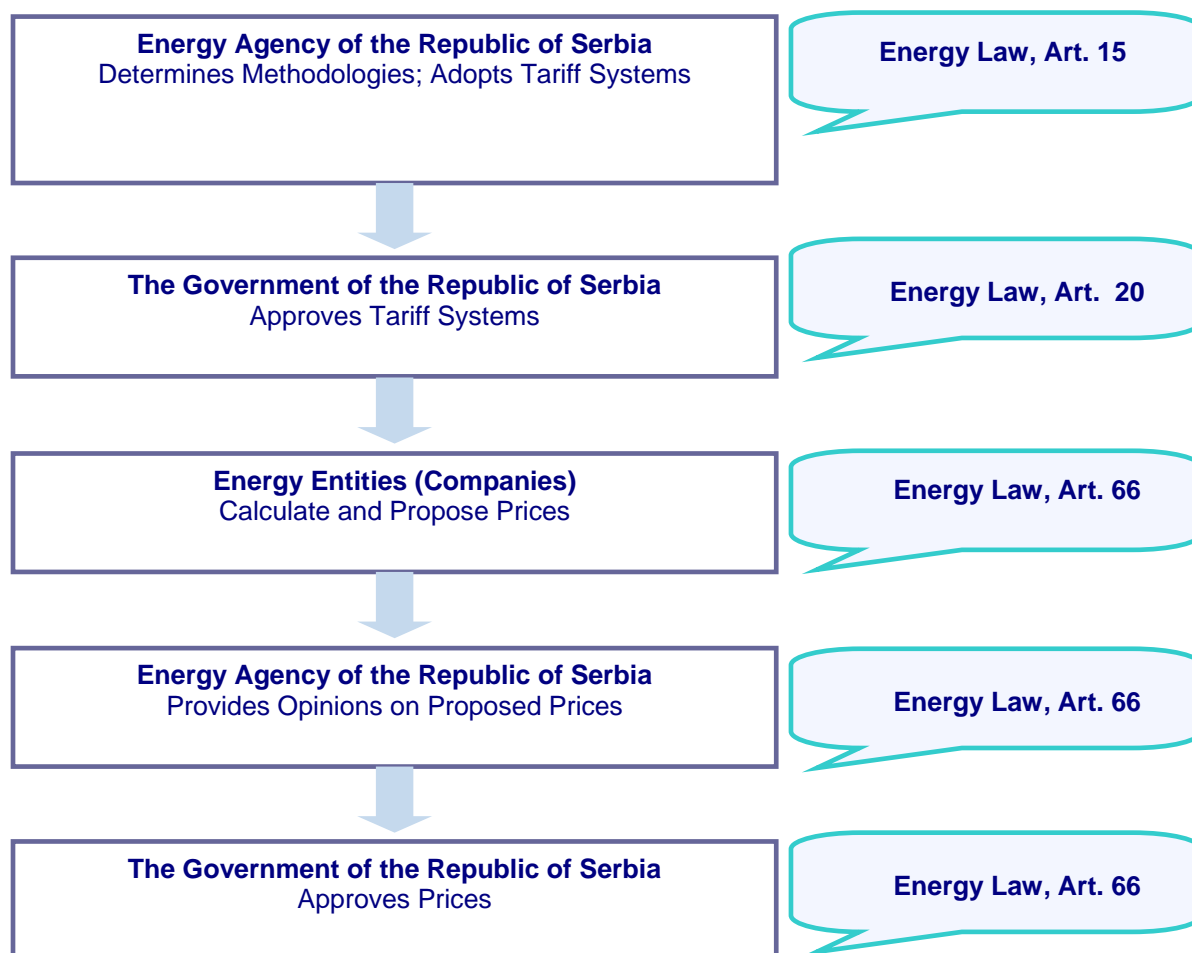 Energy Agency of the Republic of Serbia
Determines Methodologies; Adopts Tariff Systems
Energy Law, Art. 15
The Government of the Republic of Serbia
Approves Tariff Systems
Energy Law, Art.  20
Energy Entities (Companies)
Calculate and Propose Prices
Energy Law, Art. 66
Energy Agency of the Republic of Serbia
Provides Opinions on Proposed Prices
Energy Law, Art. 66
The Government of the Republic of Serbia
Approves Prices
Energy Law, Art. 66